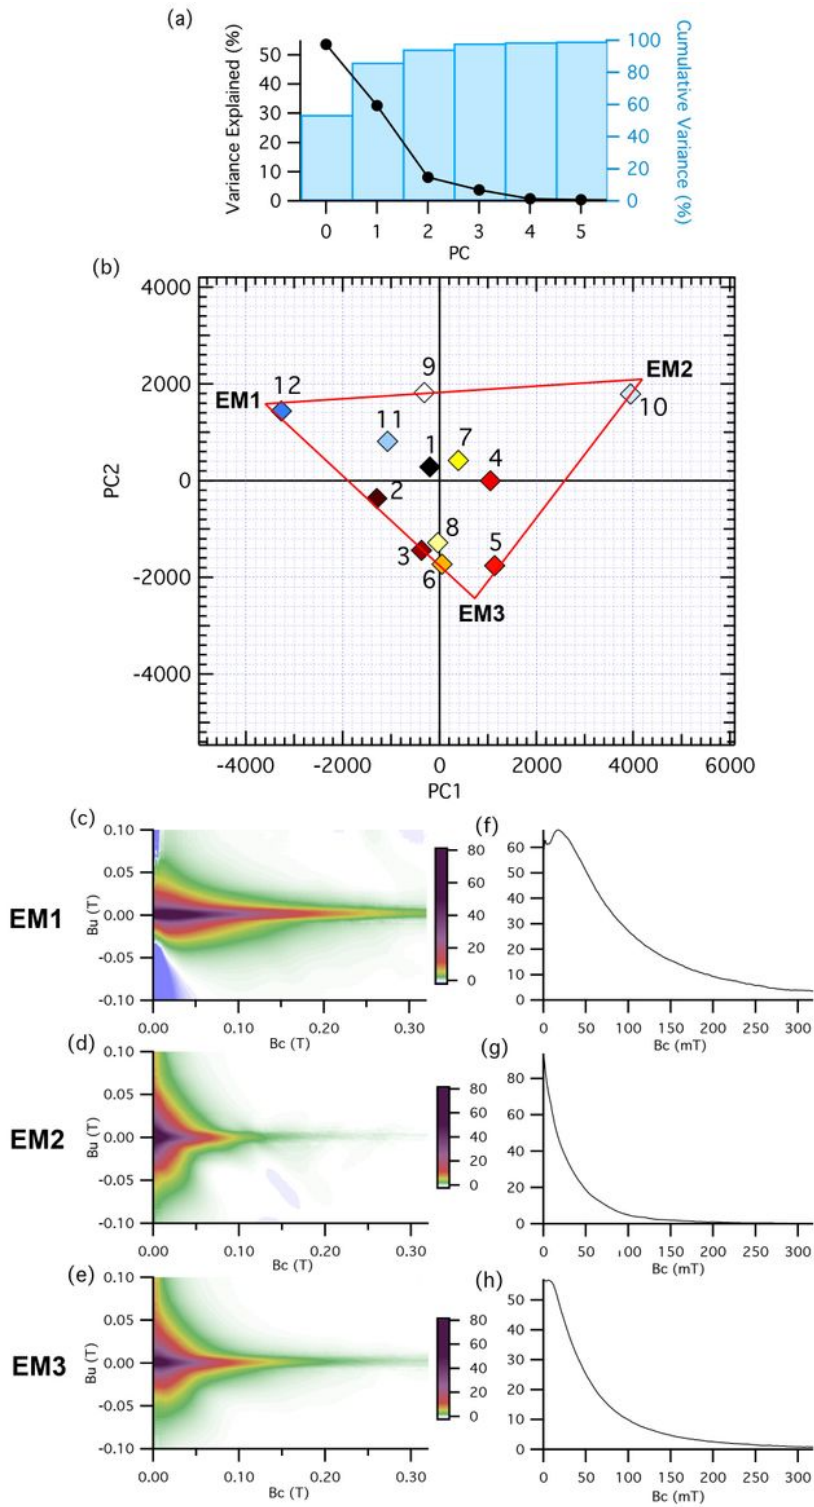 (a)
Variance Explained (%)
50
40
30
20
10
0
100
80
60
40
20
0
Cumulative Variance (%)
0 1 2 3 4 5
PC
(b)
4000
2000
0
-2000
-4000
PC2
EM1
12
9
EM2
10
11
1
7
4
2
3
8
6
5
EM3
-4000 -2000 0 2000 4000 6000
PC1
(c)
EM1
Bu (T)
0.10
0.05
0.00
-0.05
-0.10
0.00 0.10 0.20 0.30
Bc (T)
80
60
40
20
0
(f)
60
50
40
30
20
10
0
0 50 100 150 200 250 300
Bc (mT)
(d)
EM2
Bu (T)
0.10
0.05
0.00
-0.05
-0.10
0.00 0.10 0.20 0.30
Bc (T)
80
60
40
20
0
(g)
80
60
40
20
0
0 50 100 150 200 250 300
Bc (mT)
(e)
EM3
Bu (T)
0.10
0.05
0.00
-0.05
-0.10
0.00 0.10 0.20 0.30
Bc (T)
80
60
40
20
0
(h)
50
40
30
20
10
0
0 50 100 150 200 250 300
Bc (mT)